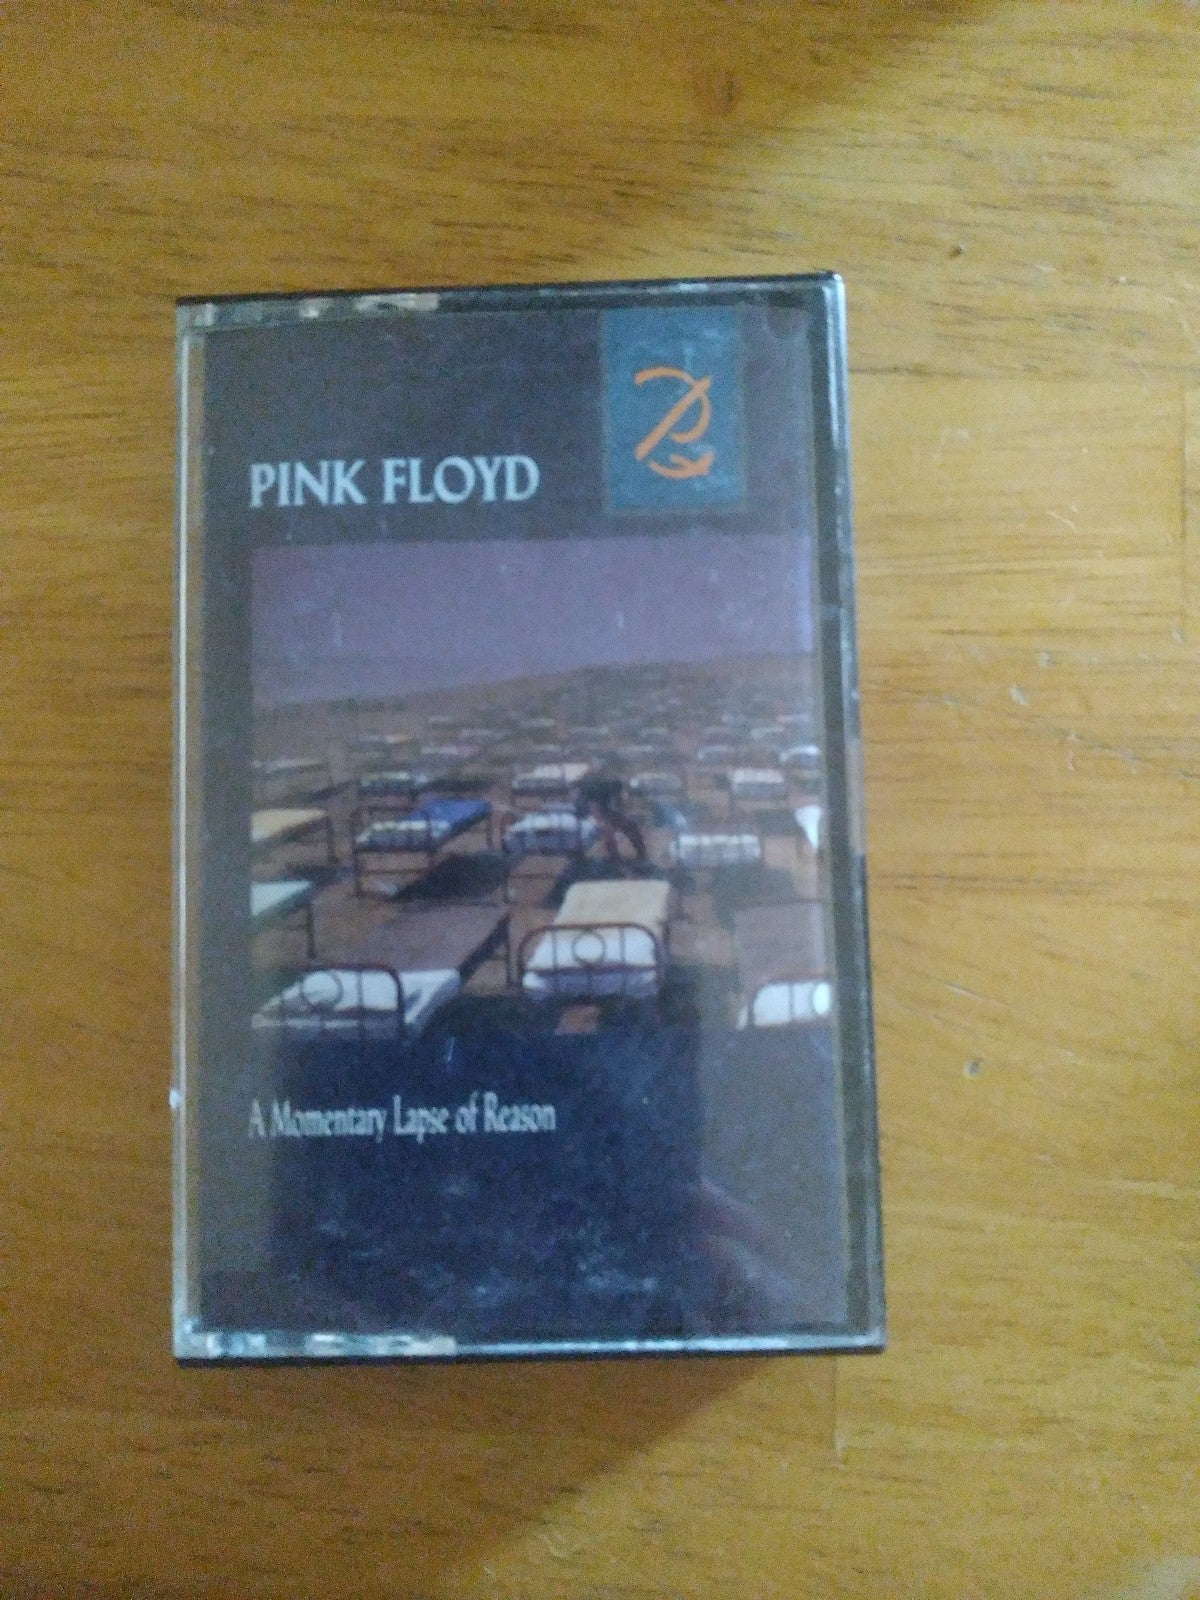 PINK FLOYD
A Momentary Lapse of Reason